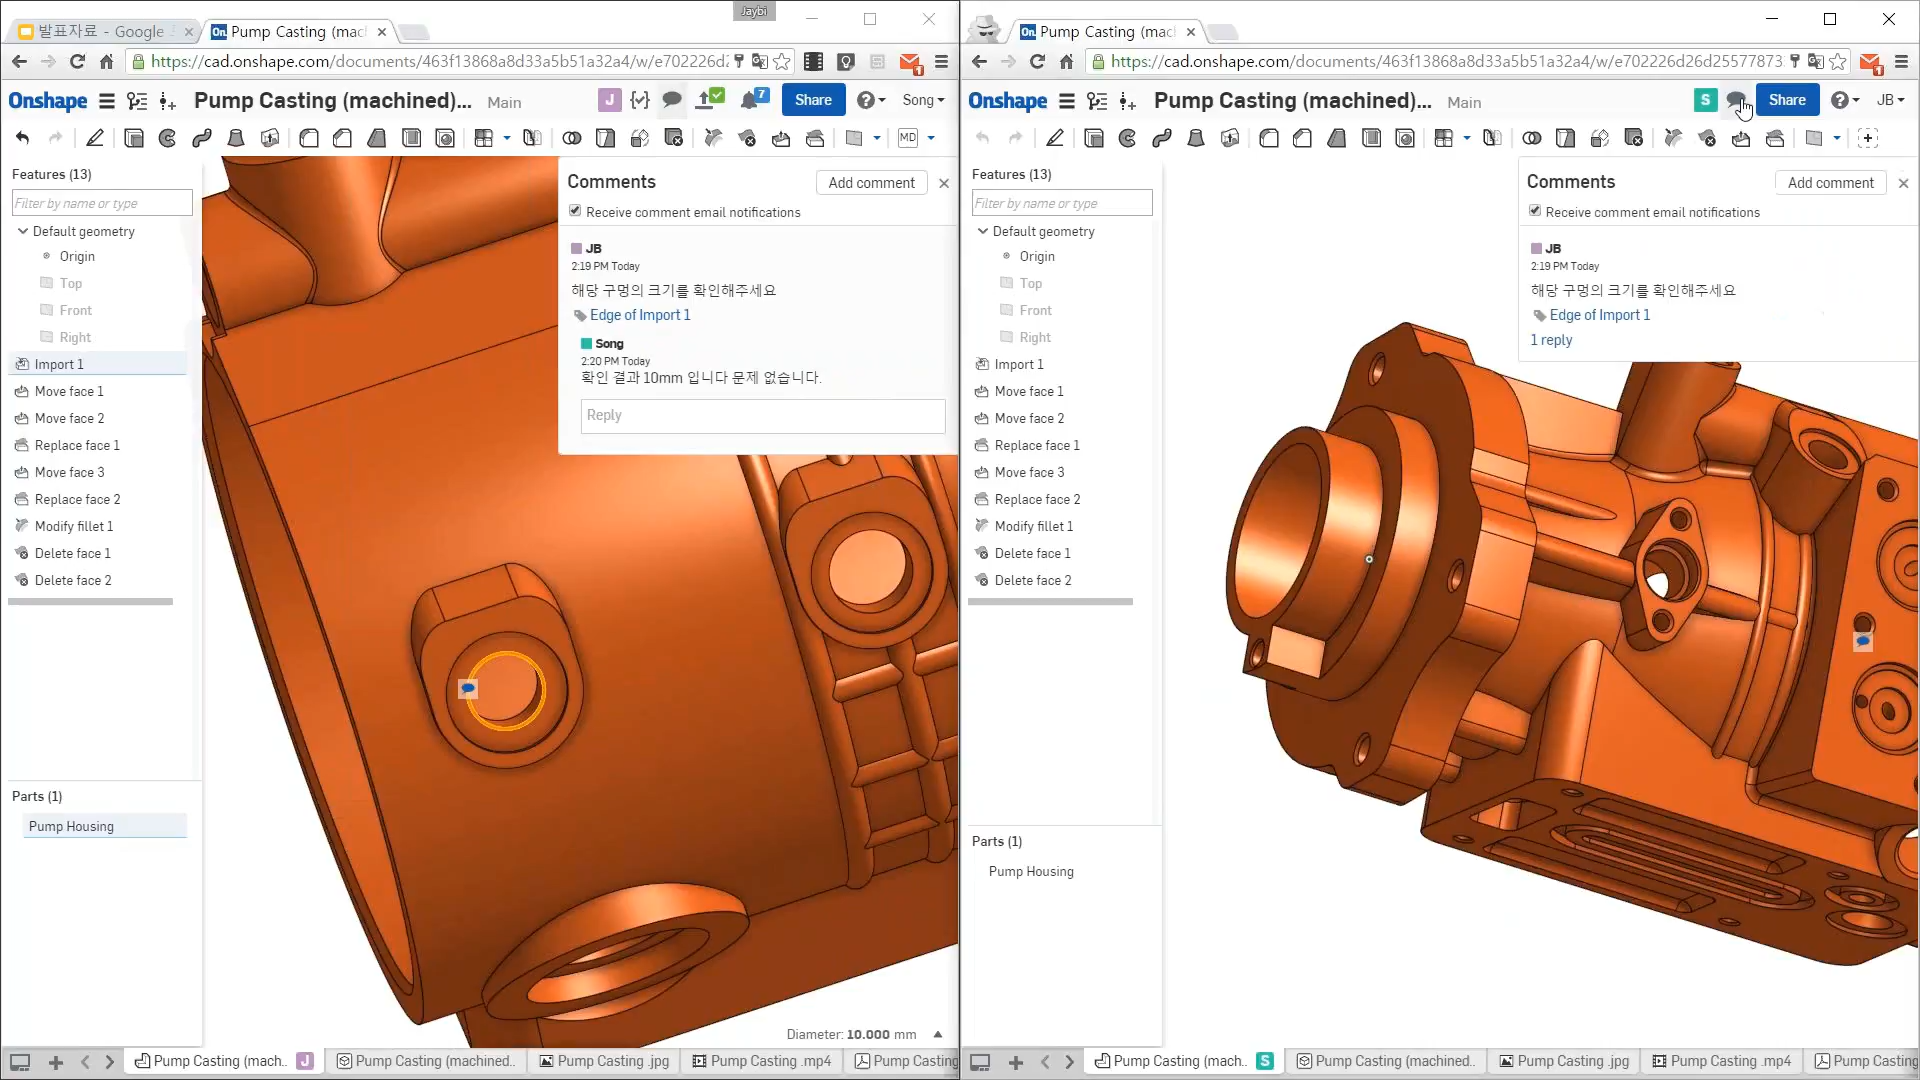 Jaybi
발표자료 - Google
Pump Casting (mac
https://cad.onshape.com/documents/463f13868a8d33a5b51a32a4/w/e702226d2
1
Onshape
Pump Casting (machined)...
Main
J
7
Share
Song
MD
Features (13)
Filter by name or type
Default geometry
Origin
Top
Front
Right
Import 1
Move face 1
Move face 2
Replace face 1
Move face 3
Replace face 2
Modify fillet 1
Delete face 1
Delete face 2
Parts (1)
Pump Housing
Comments
Add comment
Receive comment email notifications
JB
2:19 PM Today
해당 구멍의 크기를 확인해주세요
Edge of Import 1
Song
2:20 PM Today
확인 결과 10mm 입니다 문제 없습니다.
Reply
Diameter: 10.000 mm
Pump Casting (mach..
J
Pump Casting (machined..
Pump Casting .jpg
Pump Casting .mp4
Pump Casting
Pump Casting (mac
https://cad.onshape.com/documents/463f13868a8d33a5b51a32a4/w/e702226d26d25577873
1
Onshape
Pump Casting (machined)...
Main
S
Share
JB
Features (13)
Filter by name or type
Default geometry
Origin
Top
Front
Right
Import 1
Move face 1
Move face 2
Replace face 1
Move face 3
Replace face 2
Modify fillet 1
Delete face 1
Delete face 2
Parts (1)
Pump Housing
Comments
Add comment
Receive comment email notifications
JB
2:19 PM Today
해당 구멍의 크기를 확인해주세요
Edge of Import 1
1 reply
Pump Casting (mach..
S
Pump Casting (machined..
Pump Casting .jpg
Pump Casting .mp4
Pump Casting